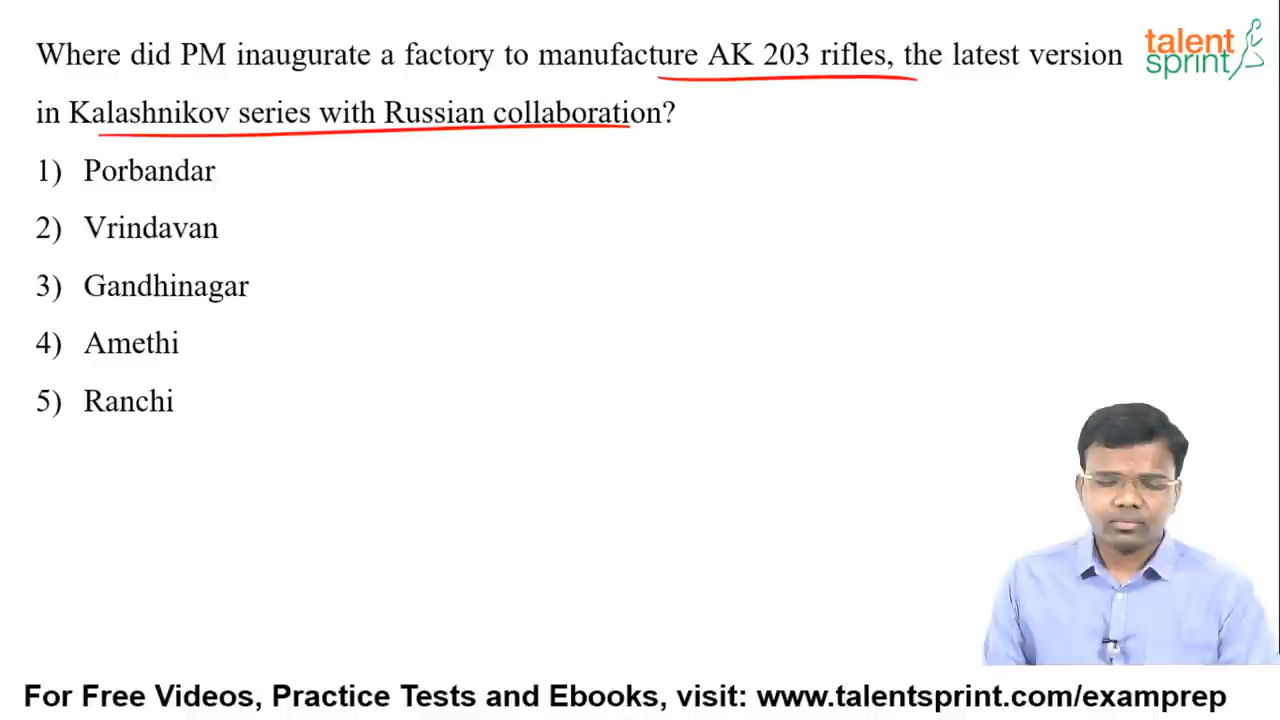 Where did PM inaugurate a factory to manufacture AK 203 rifles, the latest version
in Kalashnikov series with Russian collaboration?
1) Porbandar
2) Vrindavan
3) Gandhinagar
4) Amethi
5) Ranchi
talent
sprint
For Free Videos, Practice Tests and Ebooks, visit: www.talentsprint.com/examprep